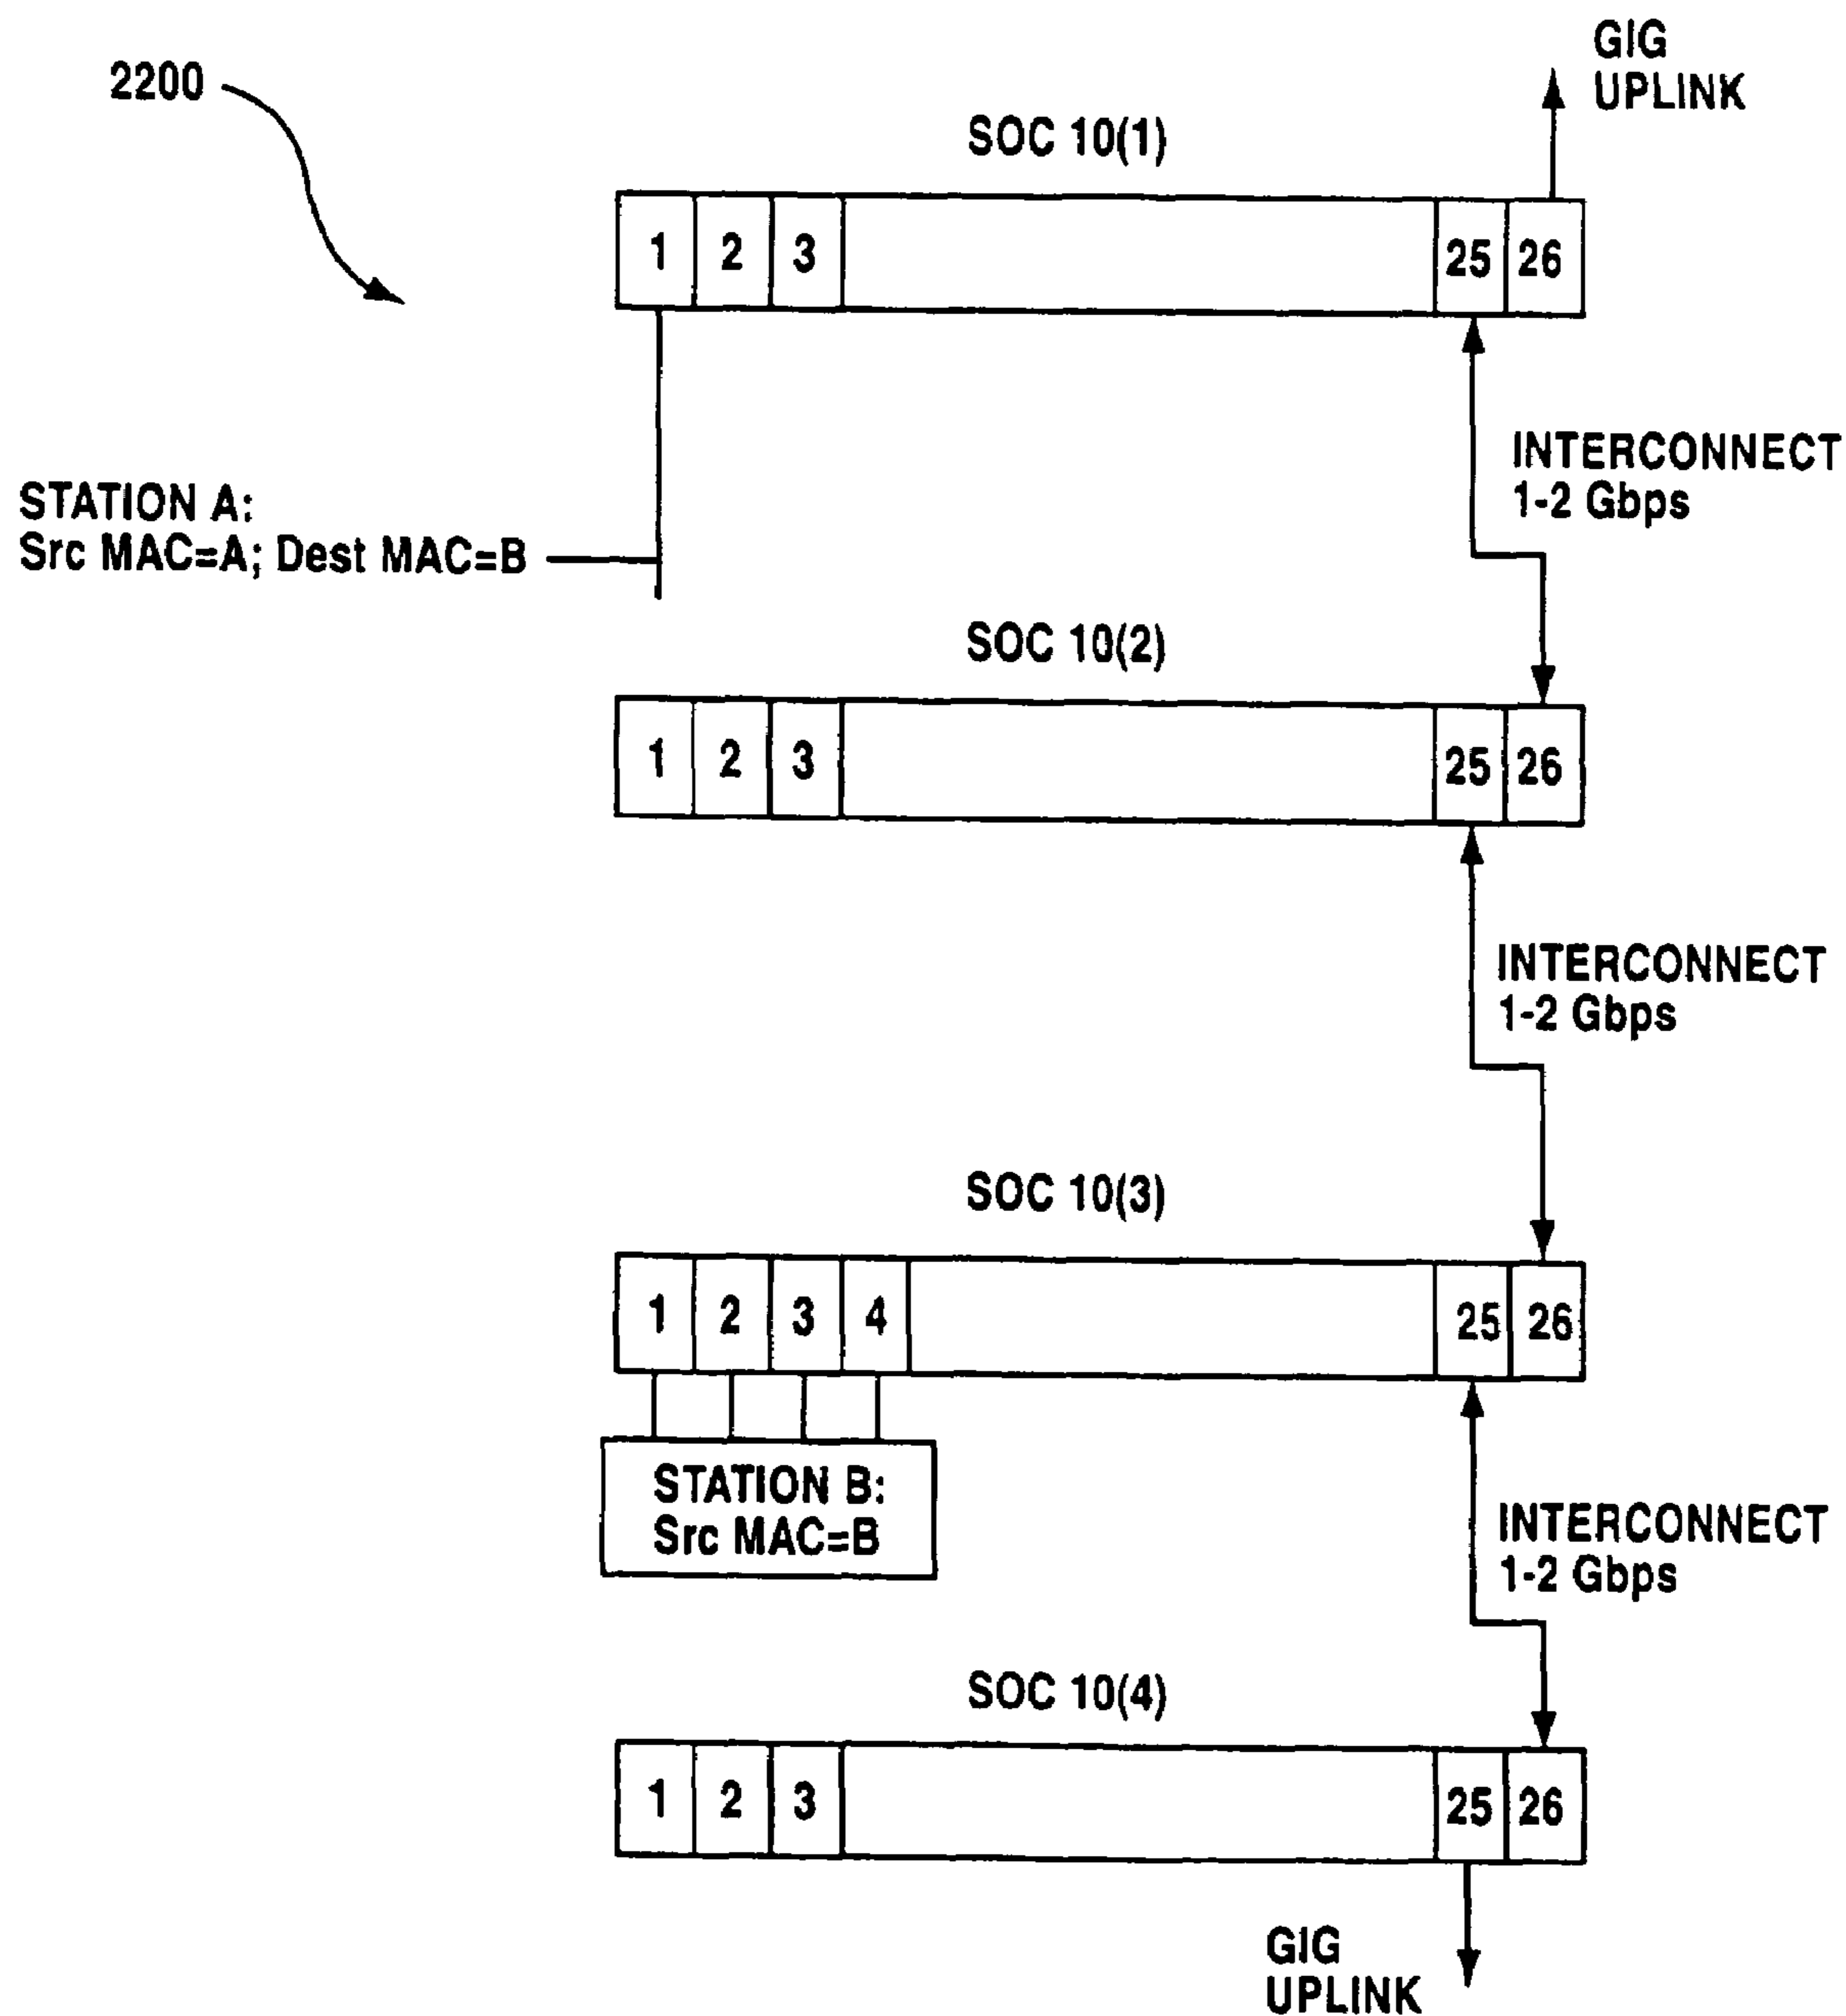 2200
GIG
UPLINK
SOC 10(1)
1 2 3 25 26
INTERCONNECT
1-2 Gbps
STATION A:
Src MAC=A; Dest MAC=B
SOC 10(2)
1 2 3 25 26
INTERCONNECT
1-2 Gbps
SOC 10(3)
1 2 3 4 25 26
STATION B:
Src MAC=B
INTERCONNECT
1-2 Gbps
SOC 10(4)
1 2 3 25 26
GIG
UPLINK